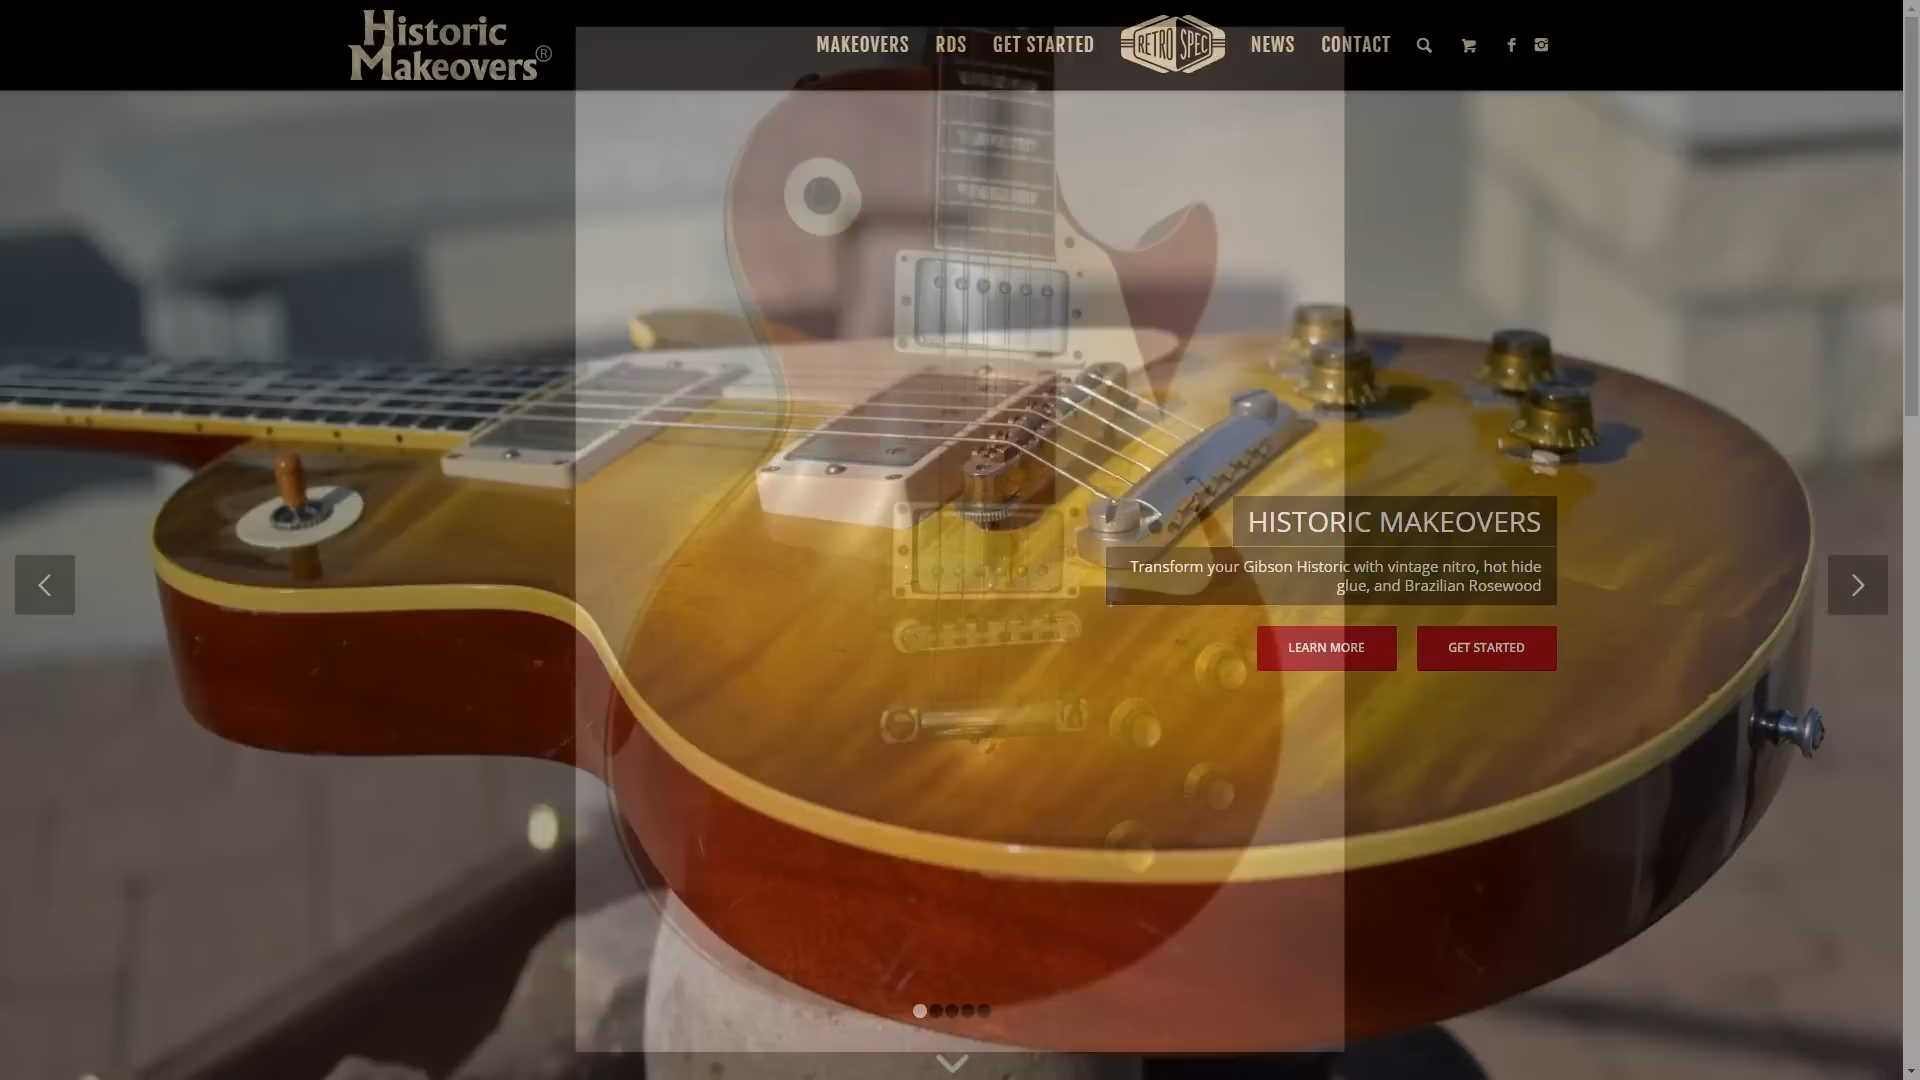 Historic
Makeovers®
MAKEOVERS RDS GET STARTED RETRO SPEC NEWS CONTACT
HISTORIC MAKEOVERS
Transform your Gibson Historic with vintage nitro, hot hide
glue, and Brazilian Rosewood
LEARN MORE GET STARTED